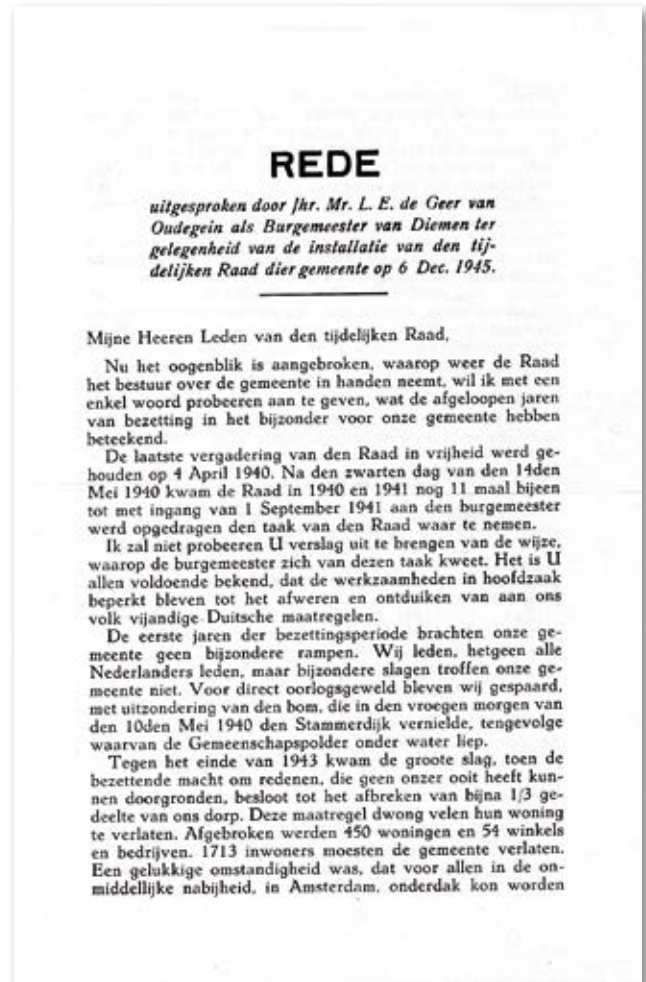 REDE
uitgesproken door Jhr. Mr. L. E. de Geer van
Oudegein als Burgemeester van Diemen ter
gelegenheid van de installatie van den tij-
delijken Raad dier gemeente op 6 Dec. 1945.
Mijne Heeren Leden van den tijdelijken Raad,
Nu het oogenblik is aangebroken, waarop weer de Raad
het bestuur over de gemeente in handen neemt, wil ik met een
enkel woord probeeren aan te geven, wat de afgeloopen jaren
van bezetting in het bijzonder voor onze gemeente hebben
beteekend.
De laatste vergadering van den Raad in vrijheid werd ge-
houden op 4 April 1940. Na den zwarten dag van den 14den
Mei 1940 kwam de Raad in 1940 en 1941 nog 11 maal bijeen
tot met ingang van 1 September 1941 aan den burgemeester
werd opgedragen den taak van den Raad waar te nemen.
Ik zal niet probeeren U verslag uit te brengen van de wijze,
waarop de burgemeester zich van dezen taak kweet. Het is U
allen voldoende bekend, dat de werkzaamheden in hoofdzaak
beperkt bleven tot het afweren en ontduiken van aan ons
volk vijandige Duitsche maatregelen.
De eerste jaren der bezettingsperiode brachten onze ge-
meente geen bijzondere rampen. Wij leden, hetgeen alle
Nederlanders leden, maar bijzondere slagen troffen onze ge-
meente niet. Voor direct oorlogsgeweld bleven wij gespaard,
met uitzondering van den bom, die in den vroegen morgen van
den 10den Mei 1940 den Stammerdijk vernielde, tengevolge
waarvan de Gemeenschapspolder onder water liep.
Tegen het einde van 1943 kwam de groote slag, toen de
bezettende macht om redenen, die geen onzer ooit heeft kun-
nen doorgronden, besloot tot het afbreken van bijna 1/3 ge-
deelte van ons dorp. Deze maatregel dwong velen hun woning
te verlaten. Afgebroken werden 450 woningen en 54 winkels
en bedrijven. 1713 inwoners moesten de gemeente verlaten.
Een gelukkige omstandigheid was, dat voor allen in de on-
middellijke nabijheid, in Amsterdam, onderdak kon worden